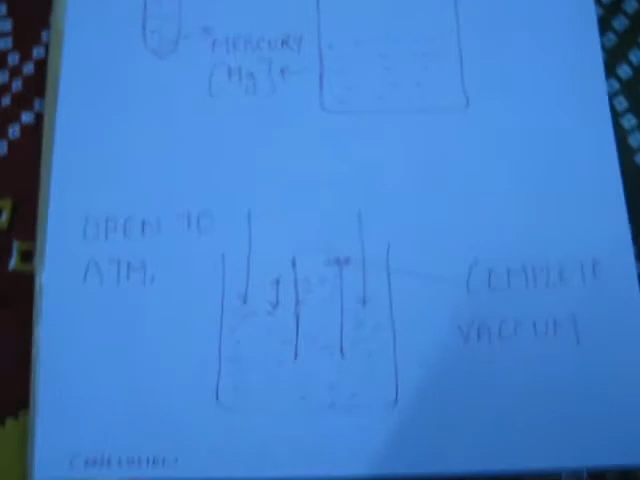 MERCURY
(Hg)
OPEN TO
ATM.
COMPLETE
VACUUM